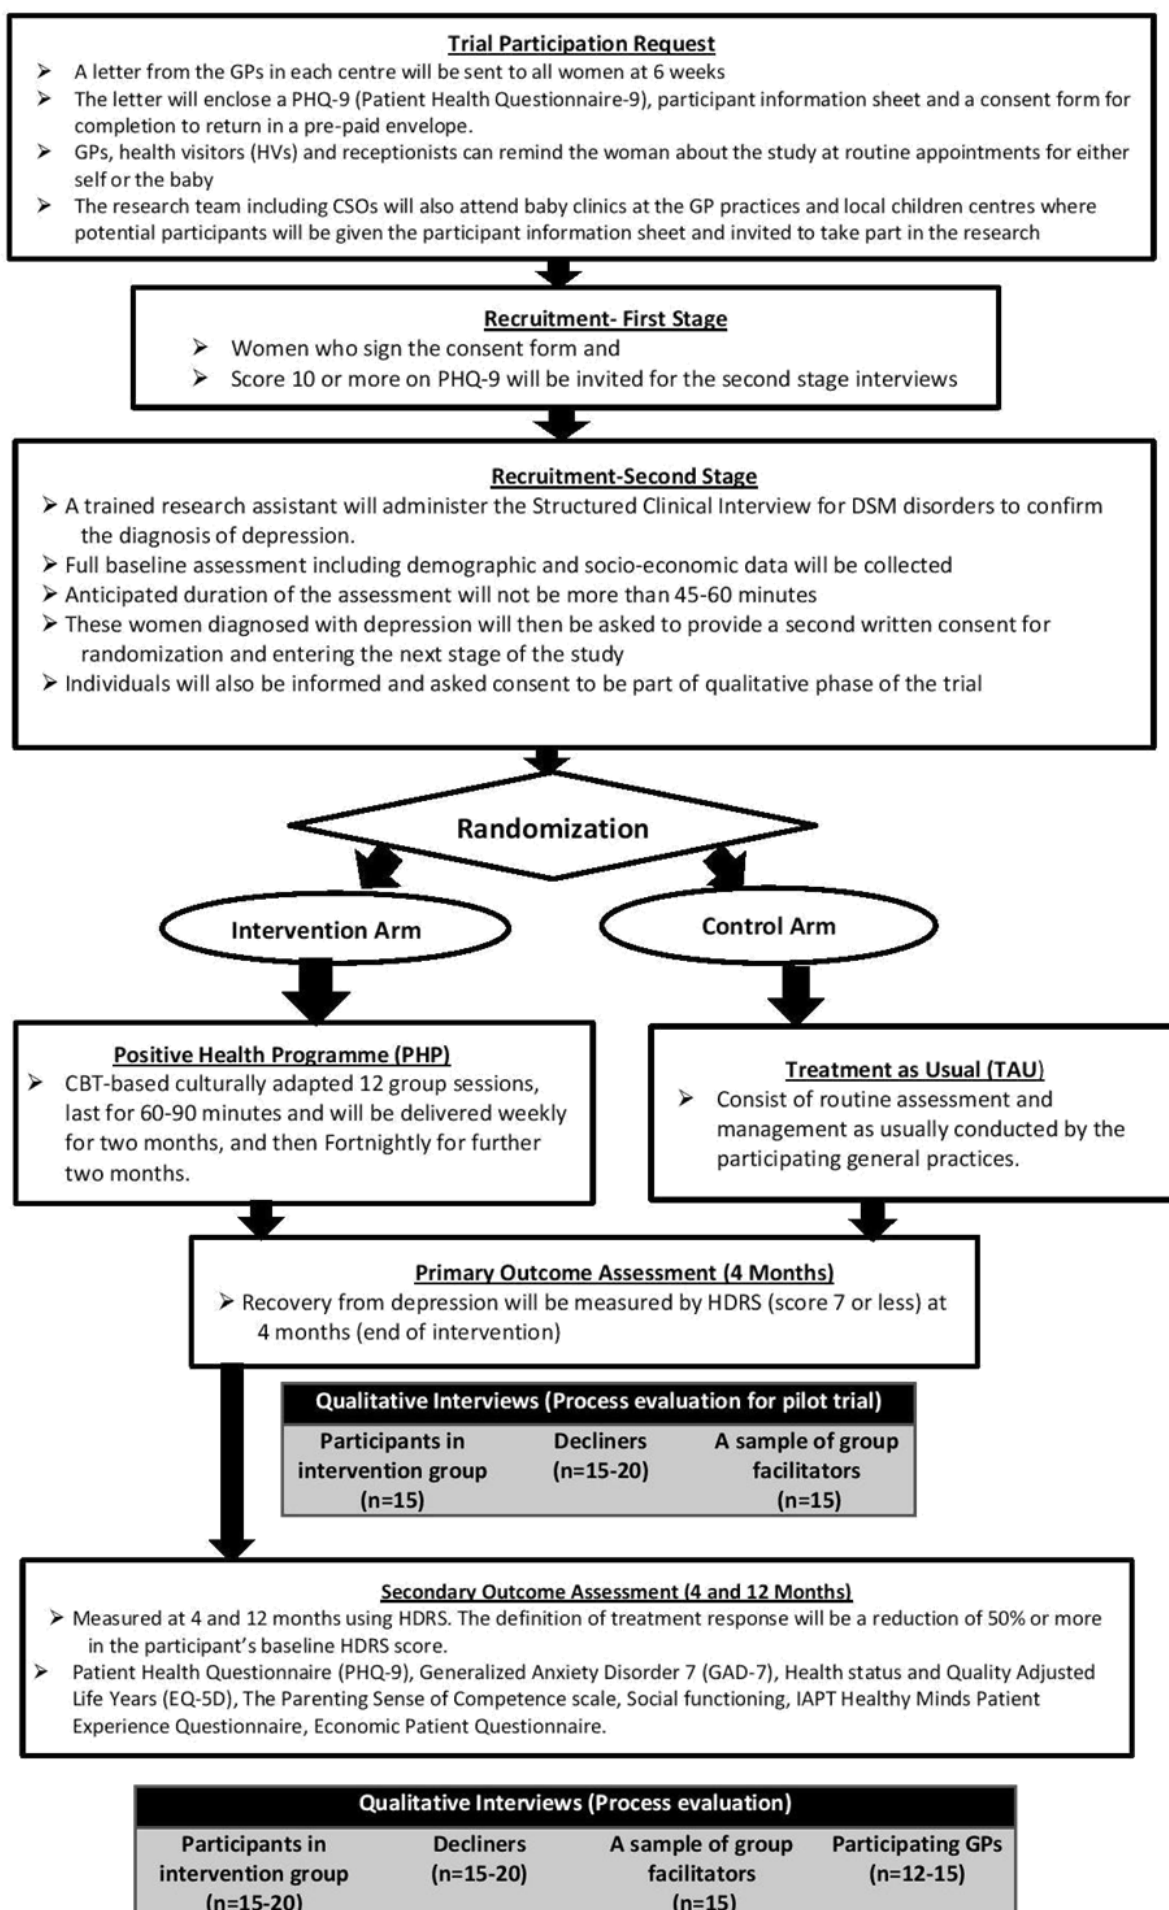 Trial Participation Request
➢ A letter from the GPs in each centre will be sent to all women at 6 weeks
➢ The letter will enclose a PHQ-9 (Patient Health Questionnaire-9), participant information sheet and a consent form for
completion to return in a pre-paid envelope.
➢ GPs, health visitors (HVs) and receptionists can remind the woman about the study at routine appointments for either
self or the baby
➢ The research team including CSOs will also attend baby clinics at the GP practices and local children centres where
potential participants will be given the participant information sheet and invited to take part in the research
Recruitment- First Stage
➢ Women who sign the consent form and
➢ Score 10 or more on PHQ-9 will be invited for the second stage interviews
Recruitment-Second Stage
➢ A trained research assistant will administer the Structured Clinical Interview for DSM disorders to confirm
the diagnosis of depression.
➢ Full baseline assessment including demographic and socio-economic data will be collected
➢ Anticipated duration of the assessment will not be more than 45-60 minutes
➢ These women diagnosed with depression will then be asked to provide a second written consent for
randomization and entering the next stage of the study
➢ Individuals will also be informed and asked consent to be part of qualitative phase of the trial
Randomization
Intervention Arm
Control Arm
Positive Health Programme (PHP)
➢ CBT-based culturally adapted 12 group sessions,
last for 60-90 minutes and will be delivered weekly
for two months, and then Fortnightly for further
two months.
Treatment as Usual (TAU)
➢ Consist of routine assessment and
management as usually conducted by the
participating general practices.
Primary Outcome Assessment (4 Months)
➢ Recovery from depression will be measured by HDRS (score 7 or less) at
4 months (end of intervention)
Qualitative Interviews (Process evaluation for pilot trial)
Participants in
intervention group
(n=15)
Decliners
(n=15-20)
A sample of group
facilitators
(n=15)
Secondary Outcome Assessment (4 and 12 Months)
➢ Measured at 4 and 12 months using HDRS. The definition of treatment response will be a reduction of 50% or more
in the participant's baseline HDRS score.
➢ Patient Health Questionnaire (PHQ-9), Generalized Anxiety Disorder 7 (GAD-7), Health status and Quality Adjusted
Life Years (EQ-5D), The Parenting Sense of Competence scale, Social functioning, IAPT Healthy Minds Patient
Experience Questionnaire, Economic Patient Questionnaire.
Qualitative Interviews (Process evaluation)
Participants in
intervention group
(n=15-20)
Decliners
(n=15-20)
A sample of group
facilitators
(n=15)
Participating GPs
(n=12-15)